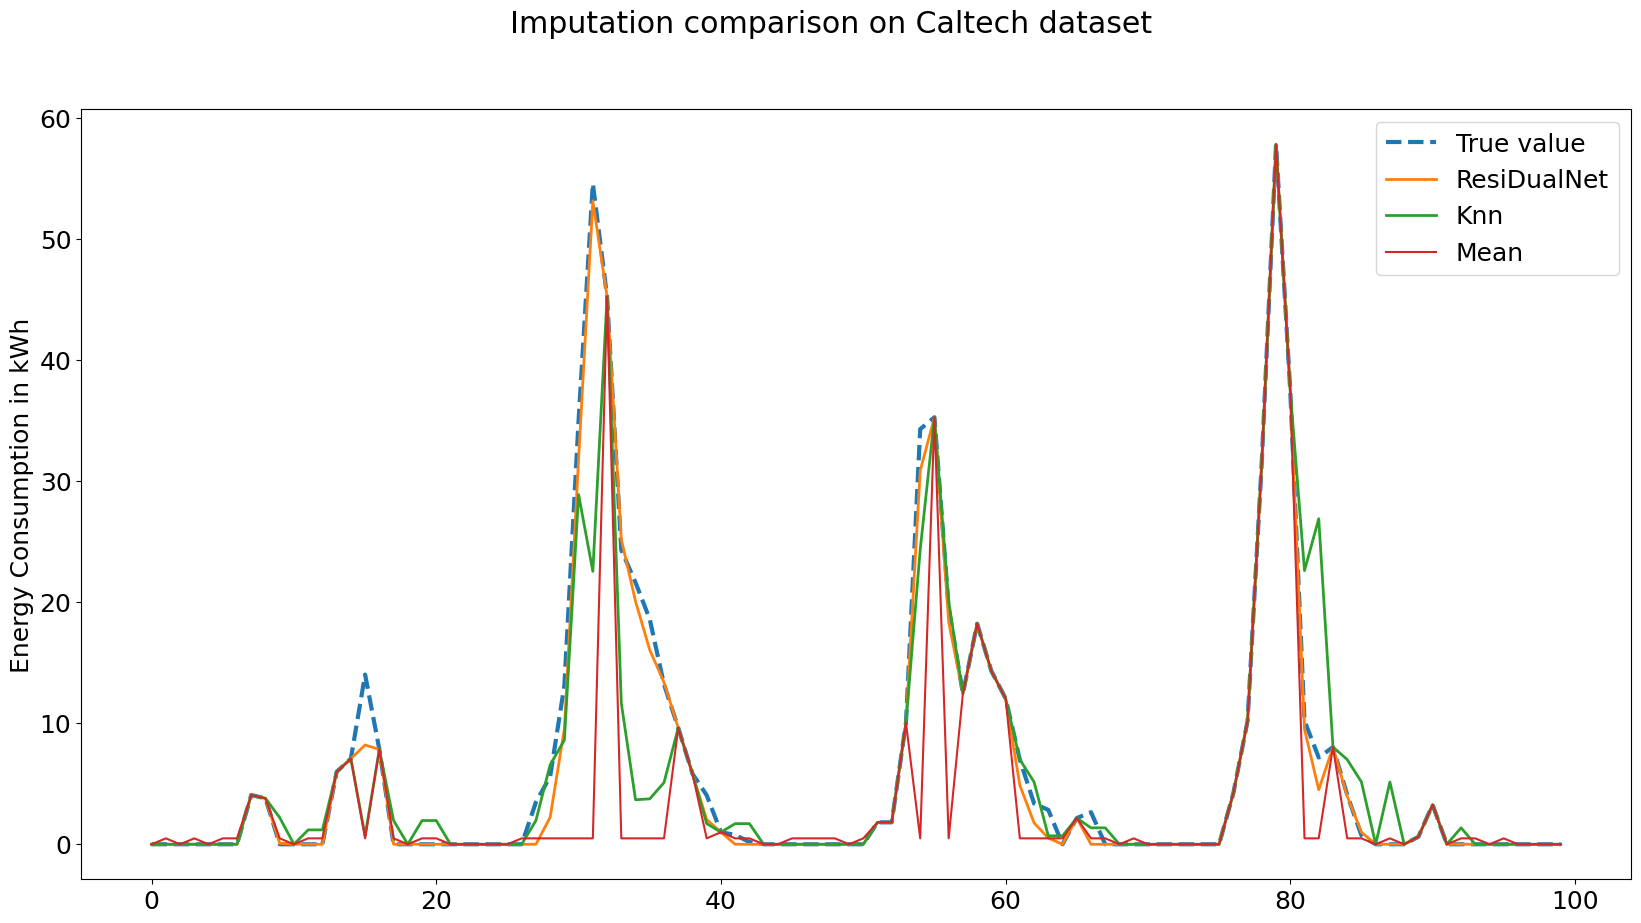 Imputation comparison on Caltech dataset
60
50
40
30
20
10
0
Energy Consumption in kWh
True value
ResiDualNet
Knn
Mean
0 20 40 60 80 100